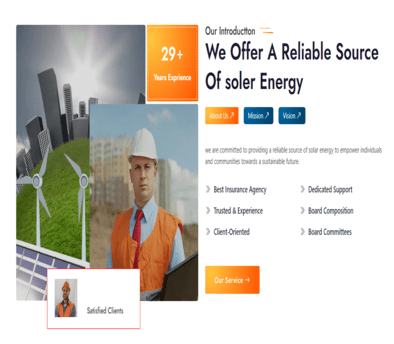 29+
Years Exprience
Satisfied Clients
Our Introduction
We Offer A Reliable Source
Of soler Energy
About Us ↗ Mission ↗ Vision ↗
we are committed to providing a reliable source of solar energy to empower individuals
and communities towards a sustainable future.
Best Insurance Agency Dedicated Support
Trusted & Experience Board Composition
Client-Oriented Board Committees
Our Service →